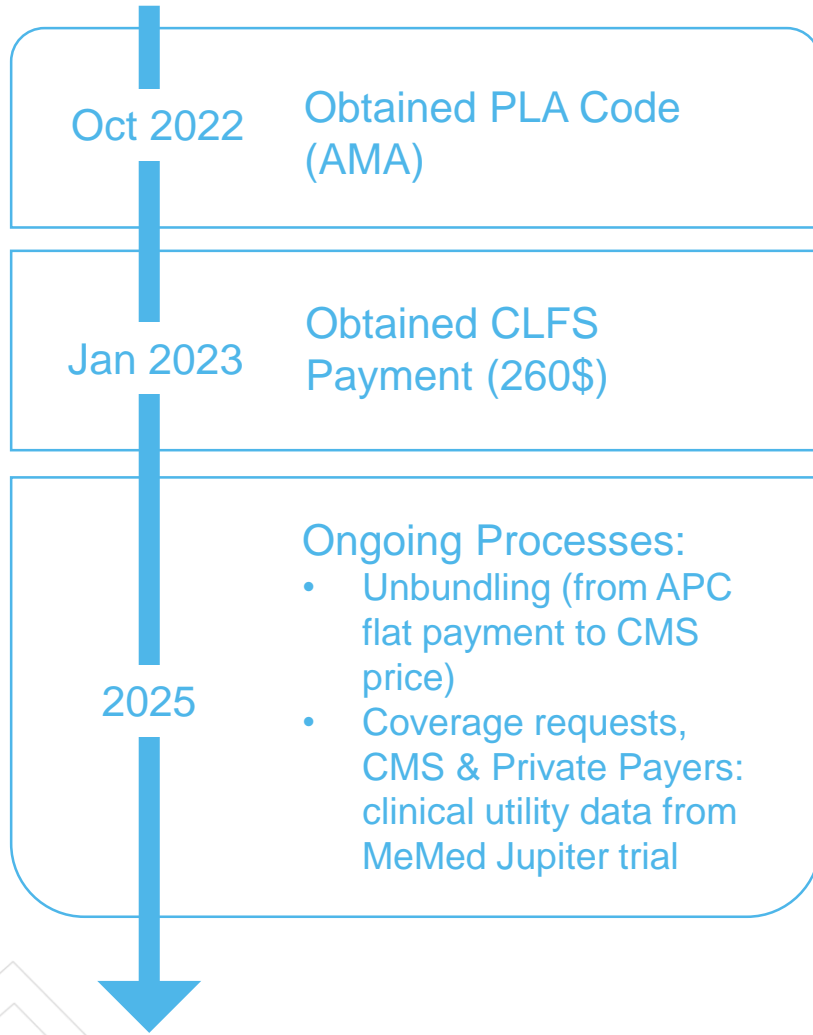 Oct 2022
Obtained PLA Code
(AMA)
Jan 2023
Obtained CLFS
Payment (260$)
2025
Ongoing Processes:
• Unbundling (from APC
flat payment to CMS
price)
• Coverage requests,
CMS & Private Payers:
clinical utility data from
MeMed Jupiter trial